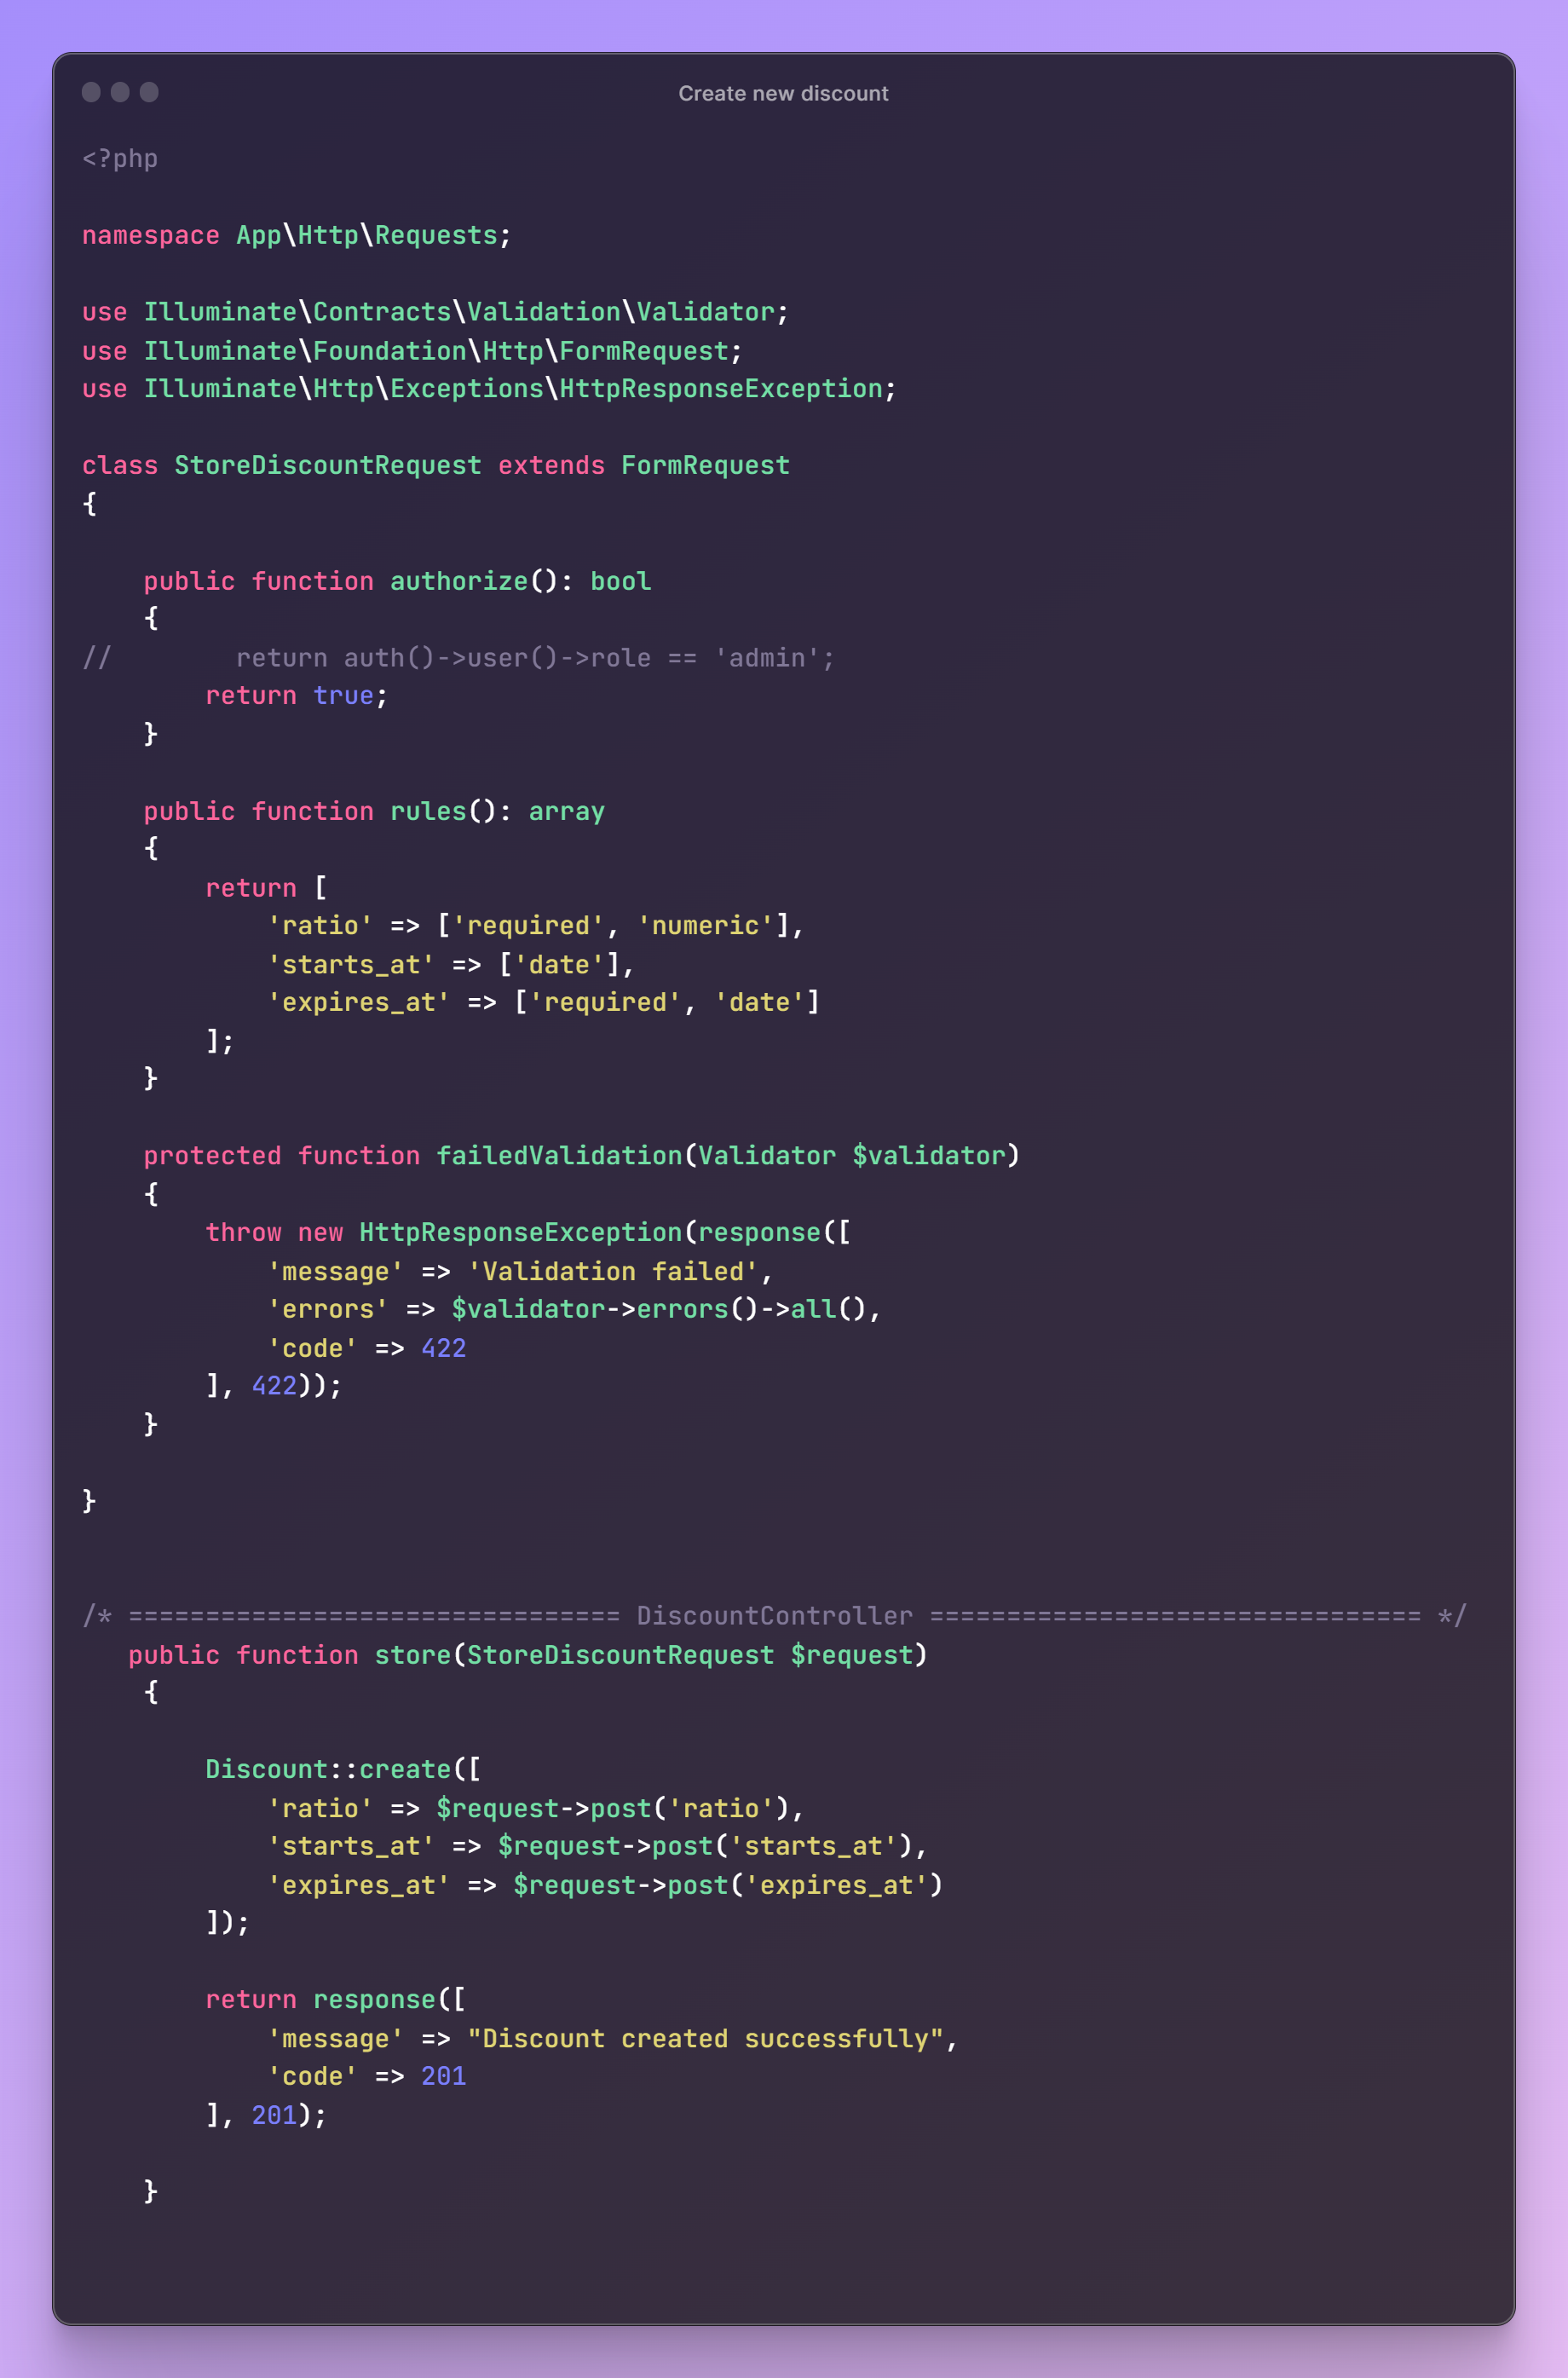 Create new discount
<?php

namespace App\Http\Requests;

use Illuminate\Contracts\Validation\Validator;
use Illuminate\Foundation\Http\FormRequest;
use Illuminate\Http\Exceptions\HttpResponseException;

class StoreDiscountRequest extends FormRequest
{

    public function authorize(): bool
    {
//        return auth()->user()->role == 'admin';
        return true;
    }

    public function rules(): array
    {
        return [
            'ratio' => ['required', 'numeric'],
            'starts_at' => ['date'],
            'expires_at' => ['required', 'date']
        ];
    }

    protected function failedValidation(Validator $validator)
    {
        throw new HttpResponseException(response([
            'message' => 'Validation failed',
            'errors' => $validator->errors()->all(),
            'code' => 422
        ], 422));
    }

}


/* ================================ DiscountController ================================ */
   public function store(StoreDiscountRequest $request)
    {

        Discount::create([
            'ratio' => $request->post('ratio'),
            'starts_at' => $request->post('starts_at'),
            'expires_at' => $request->post('expires_at')
        ]);

        return response([
            'message' => "Discount created successfully",
            'code' => 201
        ], 201);

    }